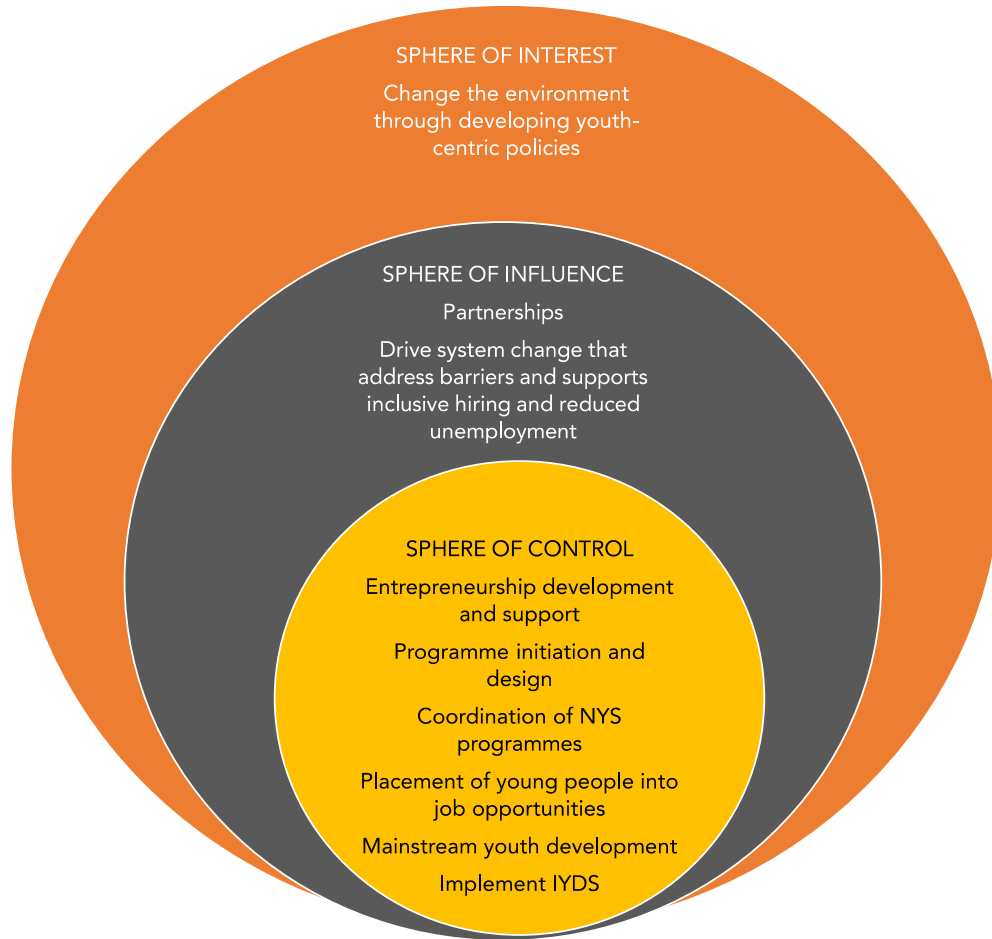 SPHERE OF INTEREST
Change the environment
through developing youth-
centric policies
SPHERE OF INFLUENCE
Partnerships
Drive system change that
address barriers and supports
inclusive hiring and reduced
unemployment
SPHERE OF CONTROL
Entrepreneurship development
and support
Programme initiation and
design
Coordination of NYS
programmes
Placement of young people into
job opportunities
Mainstream youth development
Implement IYDS